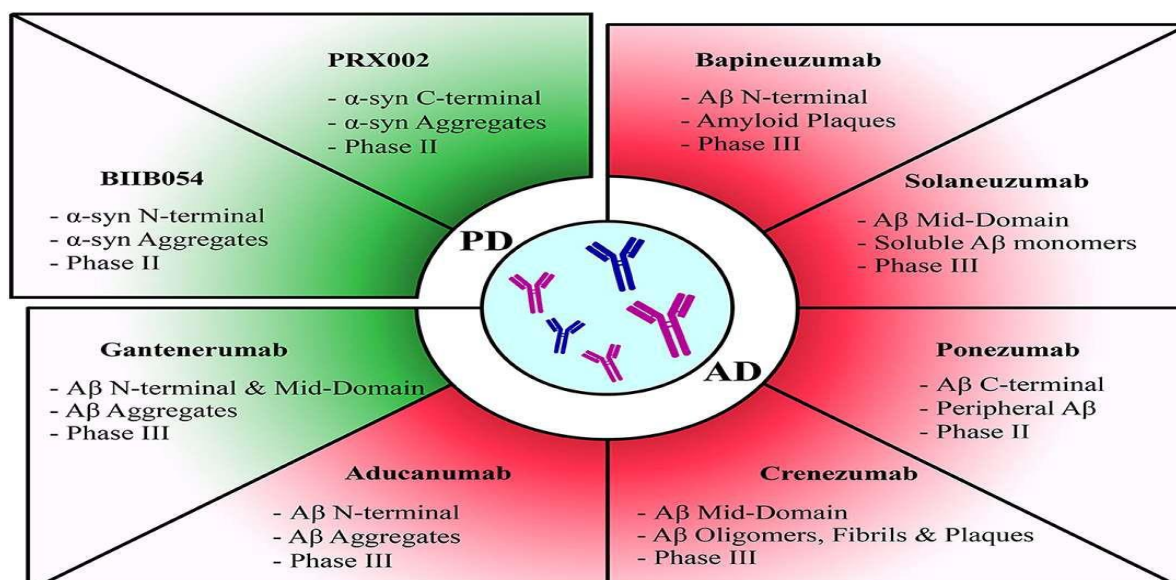 PRX002
- α-syn C-terminal
- α-syn Aggregates
- Phase II
BIIB054
- α-syn N-terminal
- α-syn Aggregates
- Phase II
Bapineuzumab
- Aβ N-terminal
- Amyloid Plaques
- Phase III
Solaneuzumab
- Aβ Mid-Domain
- Soluble Aβ monomers
- Phase III
PD
AD
Gantenerumab
- Aβ N-terminal & Mid-Domain
- Aβ Aggregates
- Phase III
Ponezumab
- Aβ C-terminal
- Peripheral Aβ
- Phase II
Aducanumab
- Aβ N-terminal
- Aβ Aggregates
- Phase III
Crenezumab
- Aβ Mid-Domain
- Aβ Oligomers, Fibrils & Plaques
- Phase III